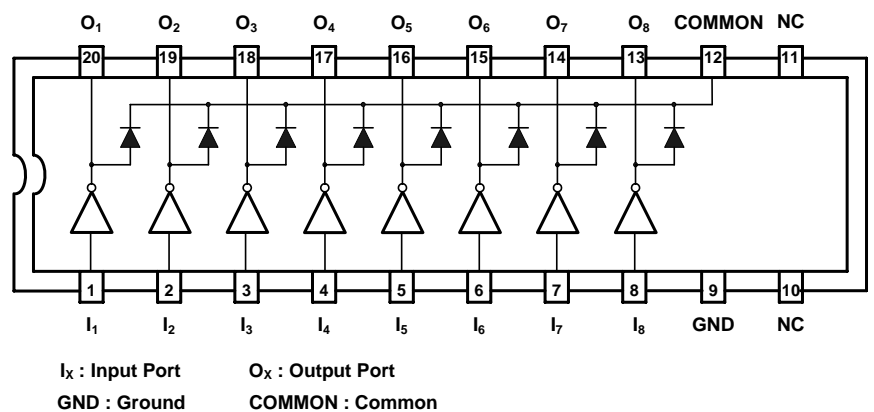 O₁ O₂ O₃ O₄ O₅ O₆ O₇ O₈ COMMON NC
20 19 18 17 16 15 14 13 12 11
1 2 3 4 5 6 7 8 9 10
I₁ I₂ I₃ I₄ I₅ I₆ I₇ I₈ GND NC
Iₓ : Input Port Oₓ : Output Port
GND : Ground COMMON : Common